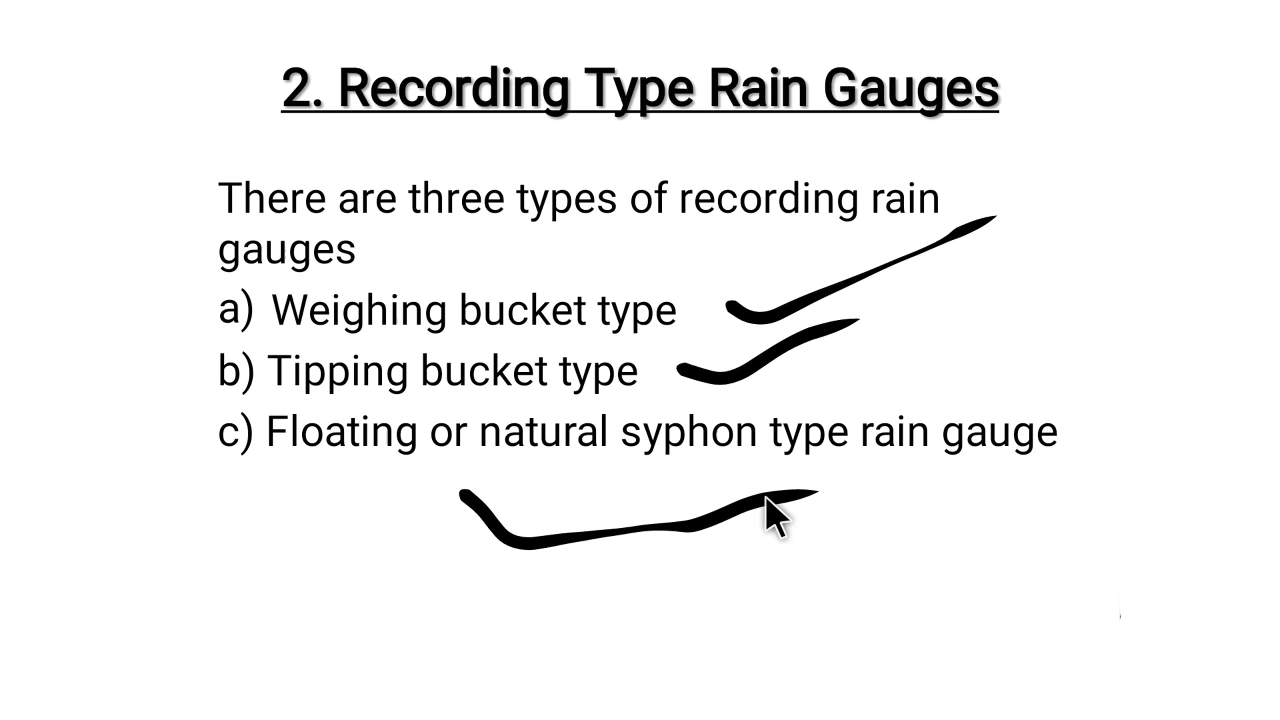 2. Recording Type Rain Gauges
There are three types of recording rain
gauges
a) Weighing bucket type
b) Tipping bucket type
c) Floating or natural syphon type rain gauge